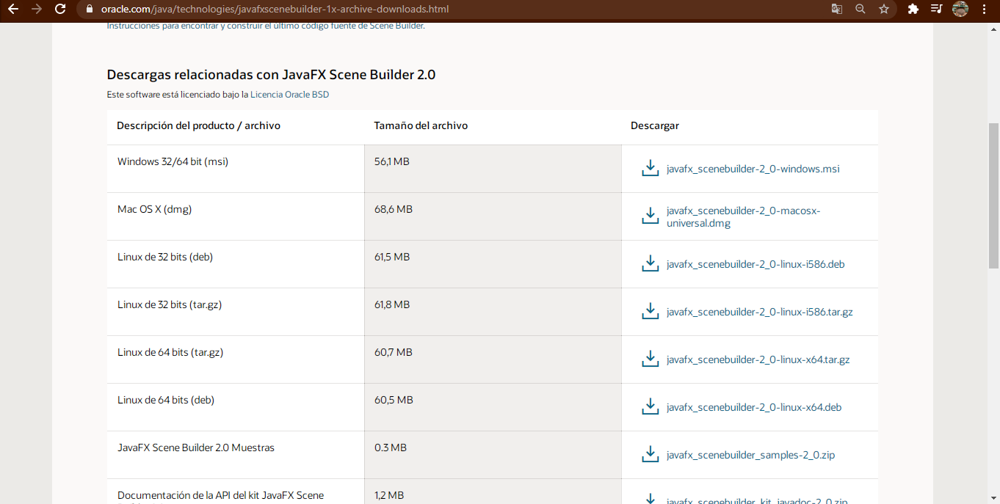 oracle.com/java/technologies/javafxscenebuilder-1x-archive-downloads.html
Instrucciones para encontrar y construir el último código fuente de Scene Builder.
Descargas relacionadas con JavaFX Scene Builder 2.0
Este software está licenciado bajo la Licencia Oracle BSD
Descripción del producto / archivo Tamaño del archivo Descargar
Windows 32/64 bit (msi) 56,1 MB javafx_scenebuilder-2_0-windows.msi
Mac OS X (dmg) 68,6 MB javafx_scenebuilder-2_0-macosx-
universal.dmg
Linux de 32 bits (deb) 61,5 MB javafx_scenebuilder-2_0-linux-i586.deb
Linux de 32 bits (tar.gz) 61,8 MB javafx_scenebuilder-2_0-linux-i586.tar.gz
Linux de 64 bits (tar.gz) 60,7 MB javafx_scenebuilder-2_0-linux-x64.tar.gz
Linux de 64 bits (deb) 60,5 MB javafx_scenebuilder-2_0-linux-x64.deb
JavaFX Scene Builder 2.0 Muestras 0.3 MB javafx_scenebuilder_samples-2_0.zip
Documentación de la API del kit JavaFX Scene 1,2 MB javafx_scenebuilder_kit_javadoc-2_0.zip